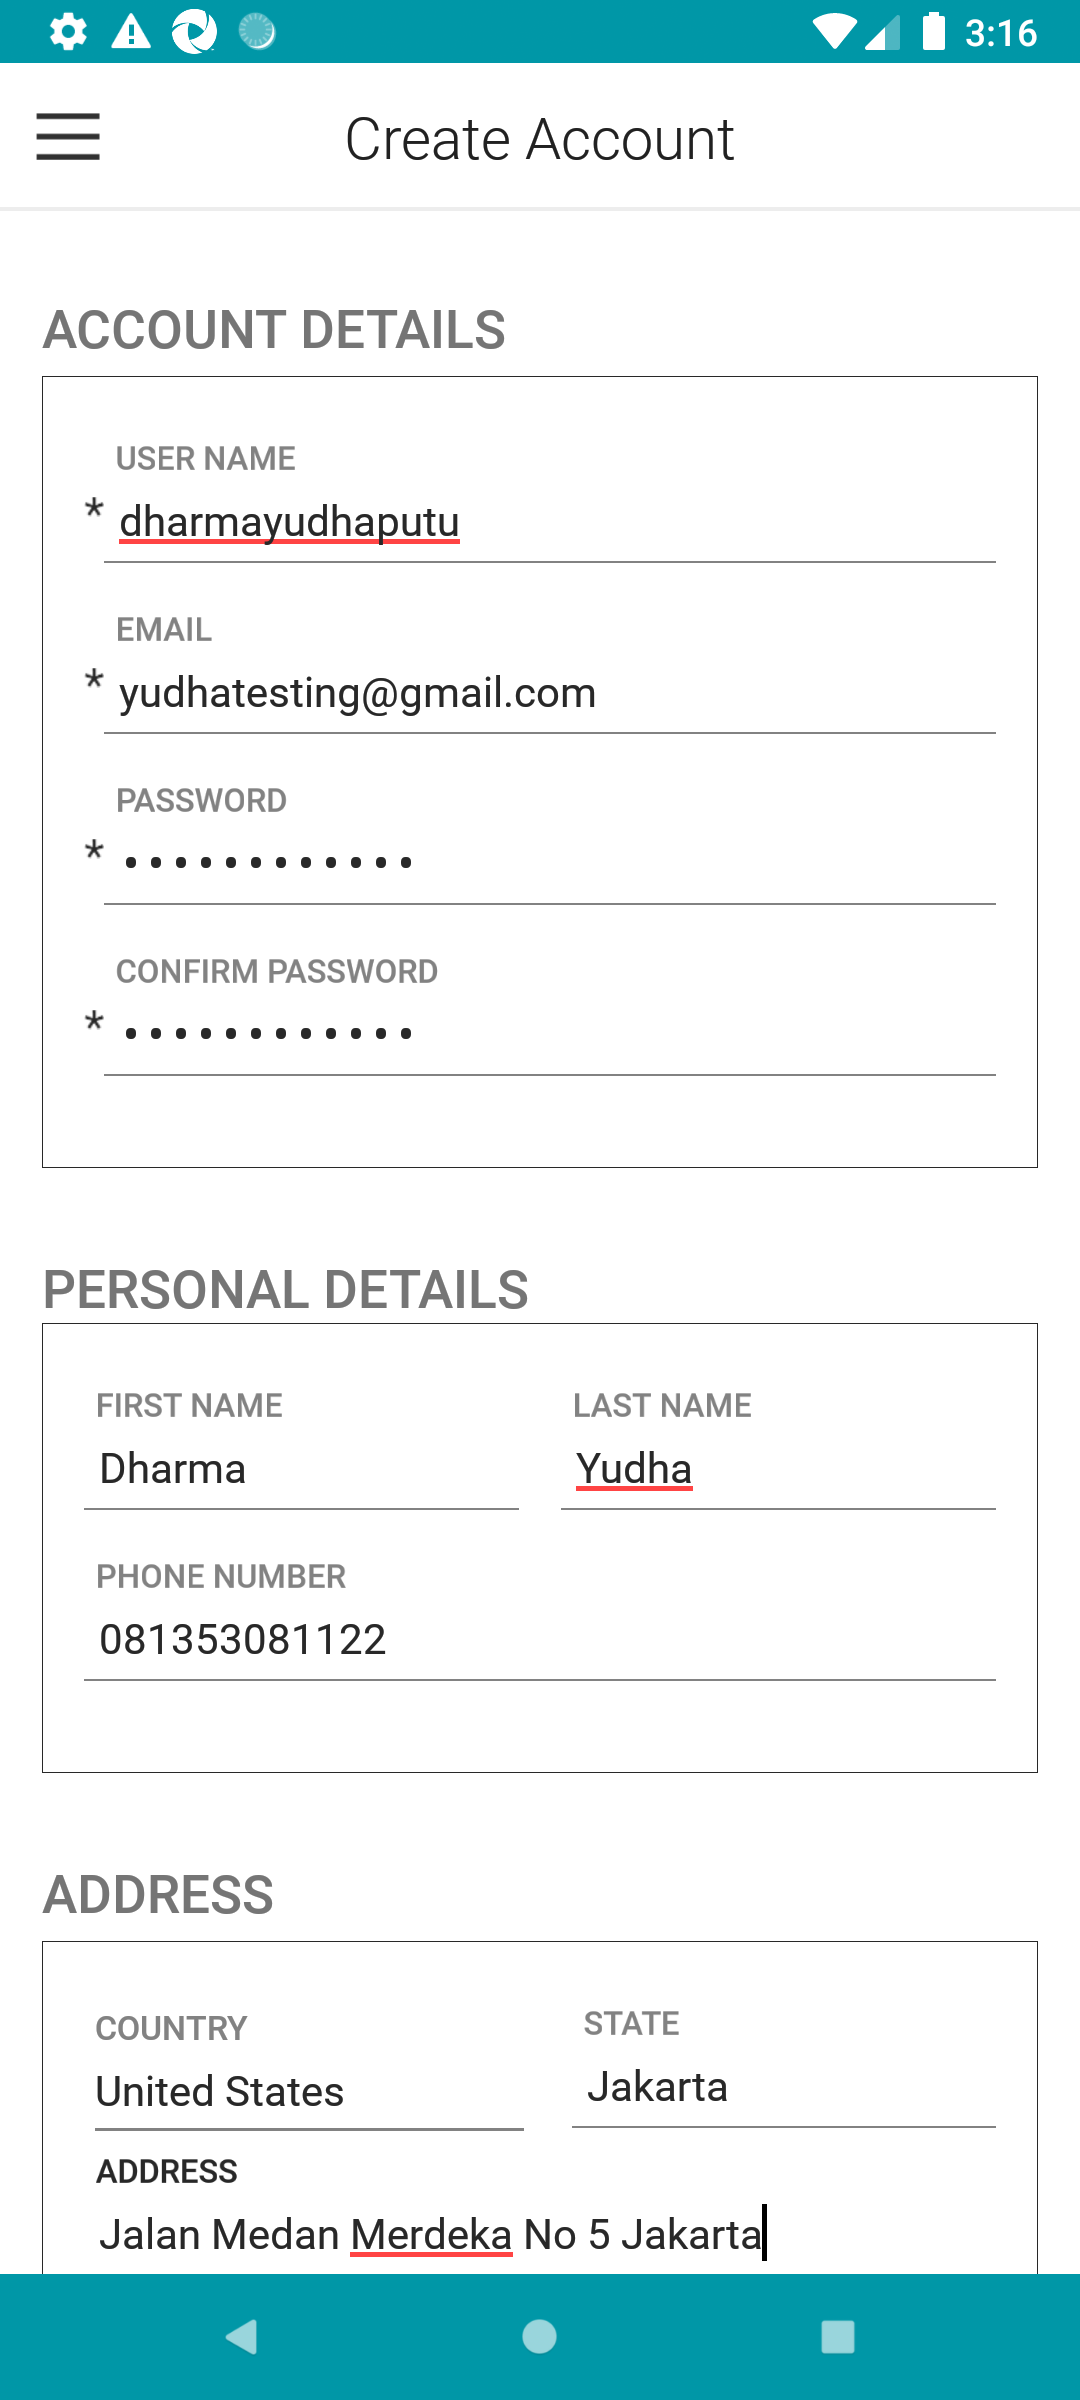 3:16
Create Account
ACCOUNT DETAILS
USER NAME
* dharmayudhaputu
EMAIL
* yudhatesting@gmail.com
PASSWORD
* ••••••••••••
CONFIRM PASSWORD
* ••••••••••••
PERSONAL DETAILS
FIRST NAME LAST NAME
Dharma Yudha
PHONE NUMBER
081353081122
ADDRESS
COUNTRY STATE
United States Jakarta
ADDRESS
Jalan Medan Merdeka No 5 Jakarta